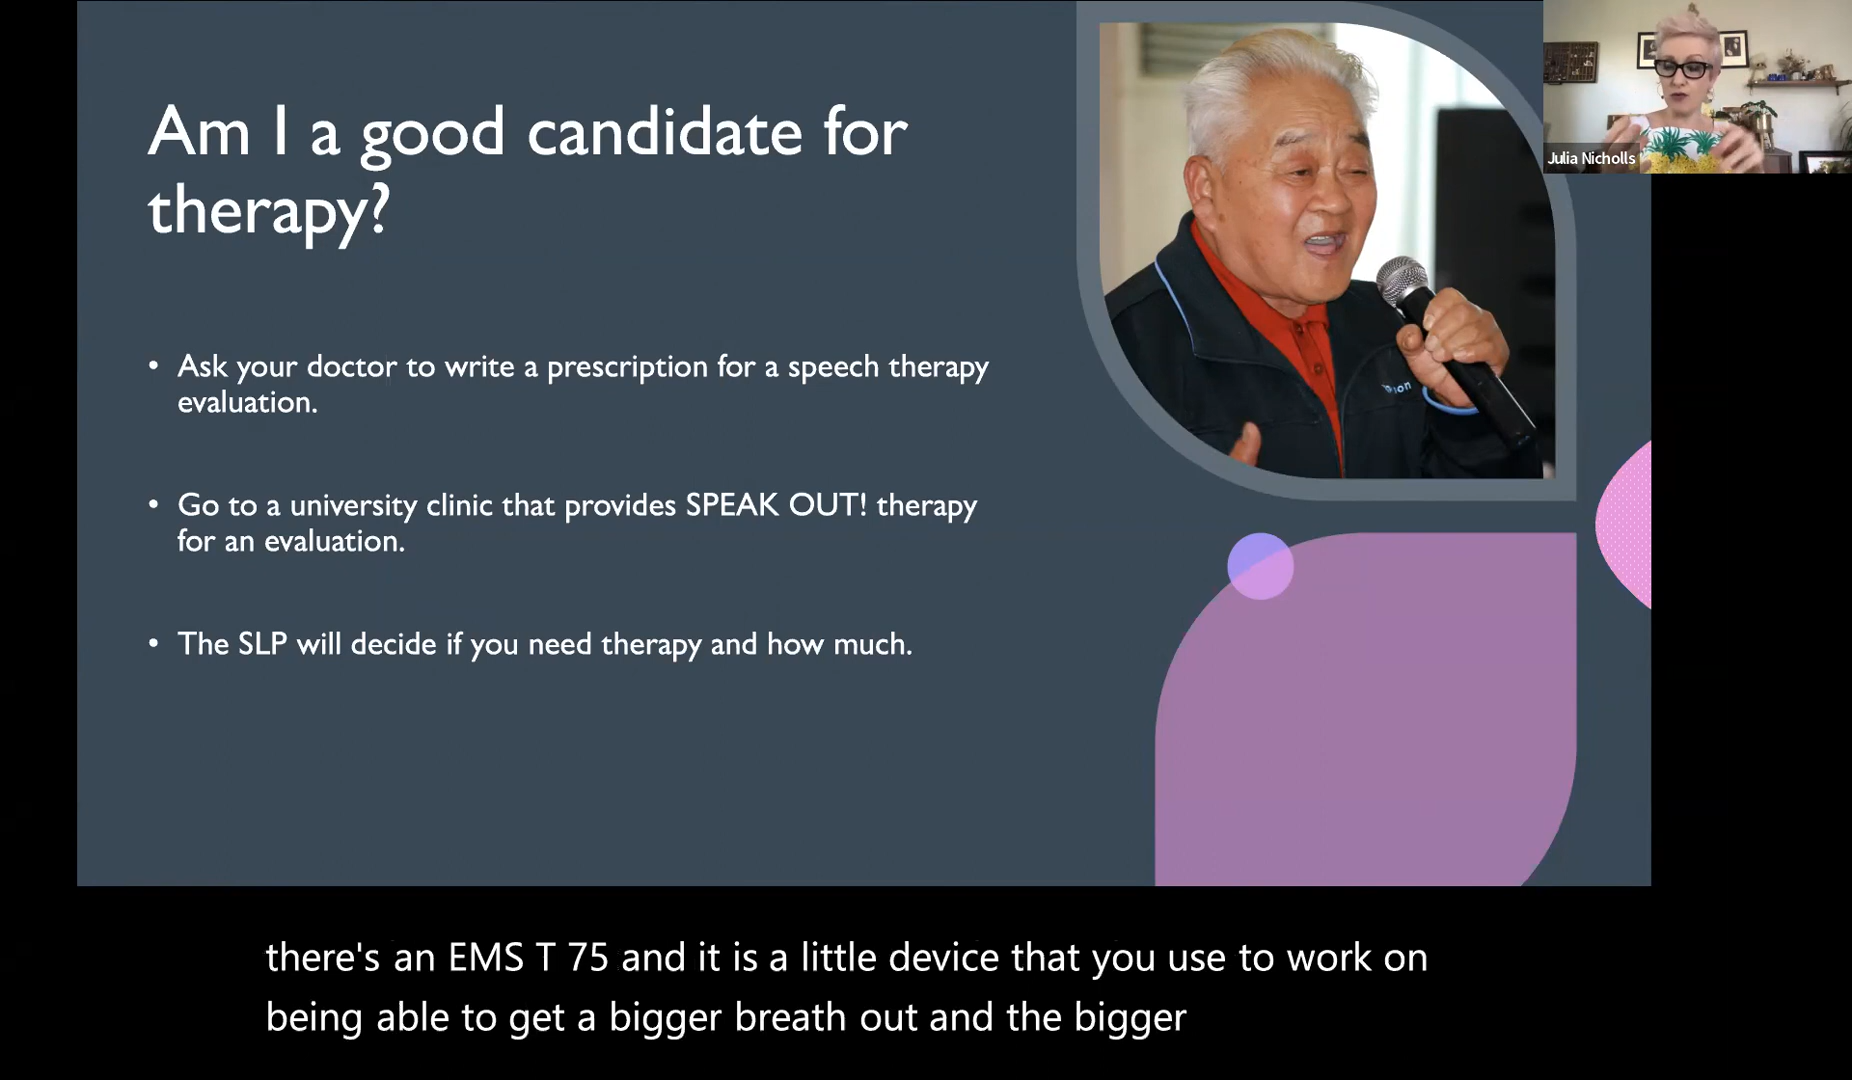 Am I a good candidate for
therapy?
• Ask your doctor to write a prescription for a speech therapy
evaluation.
• Go to a university clinic that provides SPEAK OUT! therapy
for an evaluation.
• The SLP will decide if you need therapy and how much.
Julia Nicholls
there's an EMS T 75 and it is a little device that you use to work on
being able to get a bigger breath out and the bigger